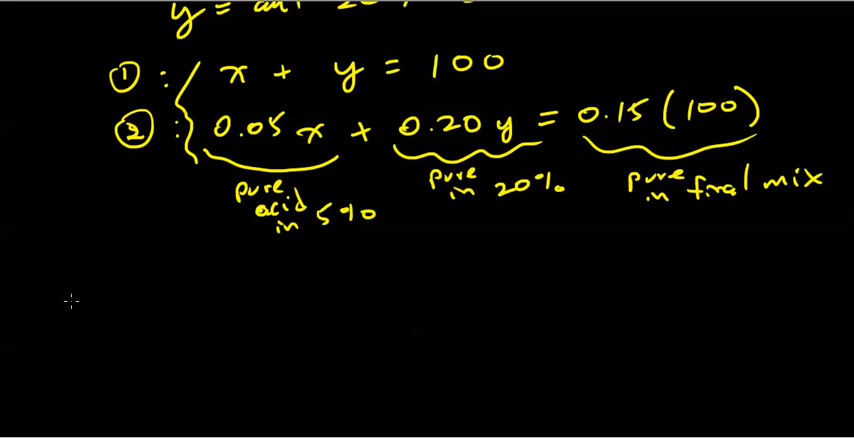 y =
① : x + y = 100
② : 0.05 x + 0.20 y = 0.15 (100)
pure acid in 5%
pure in 20%
pure in final mix